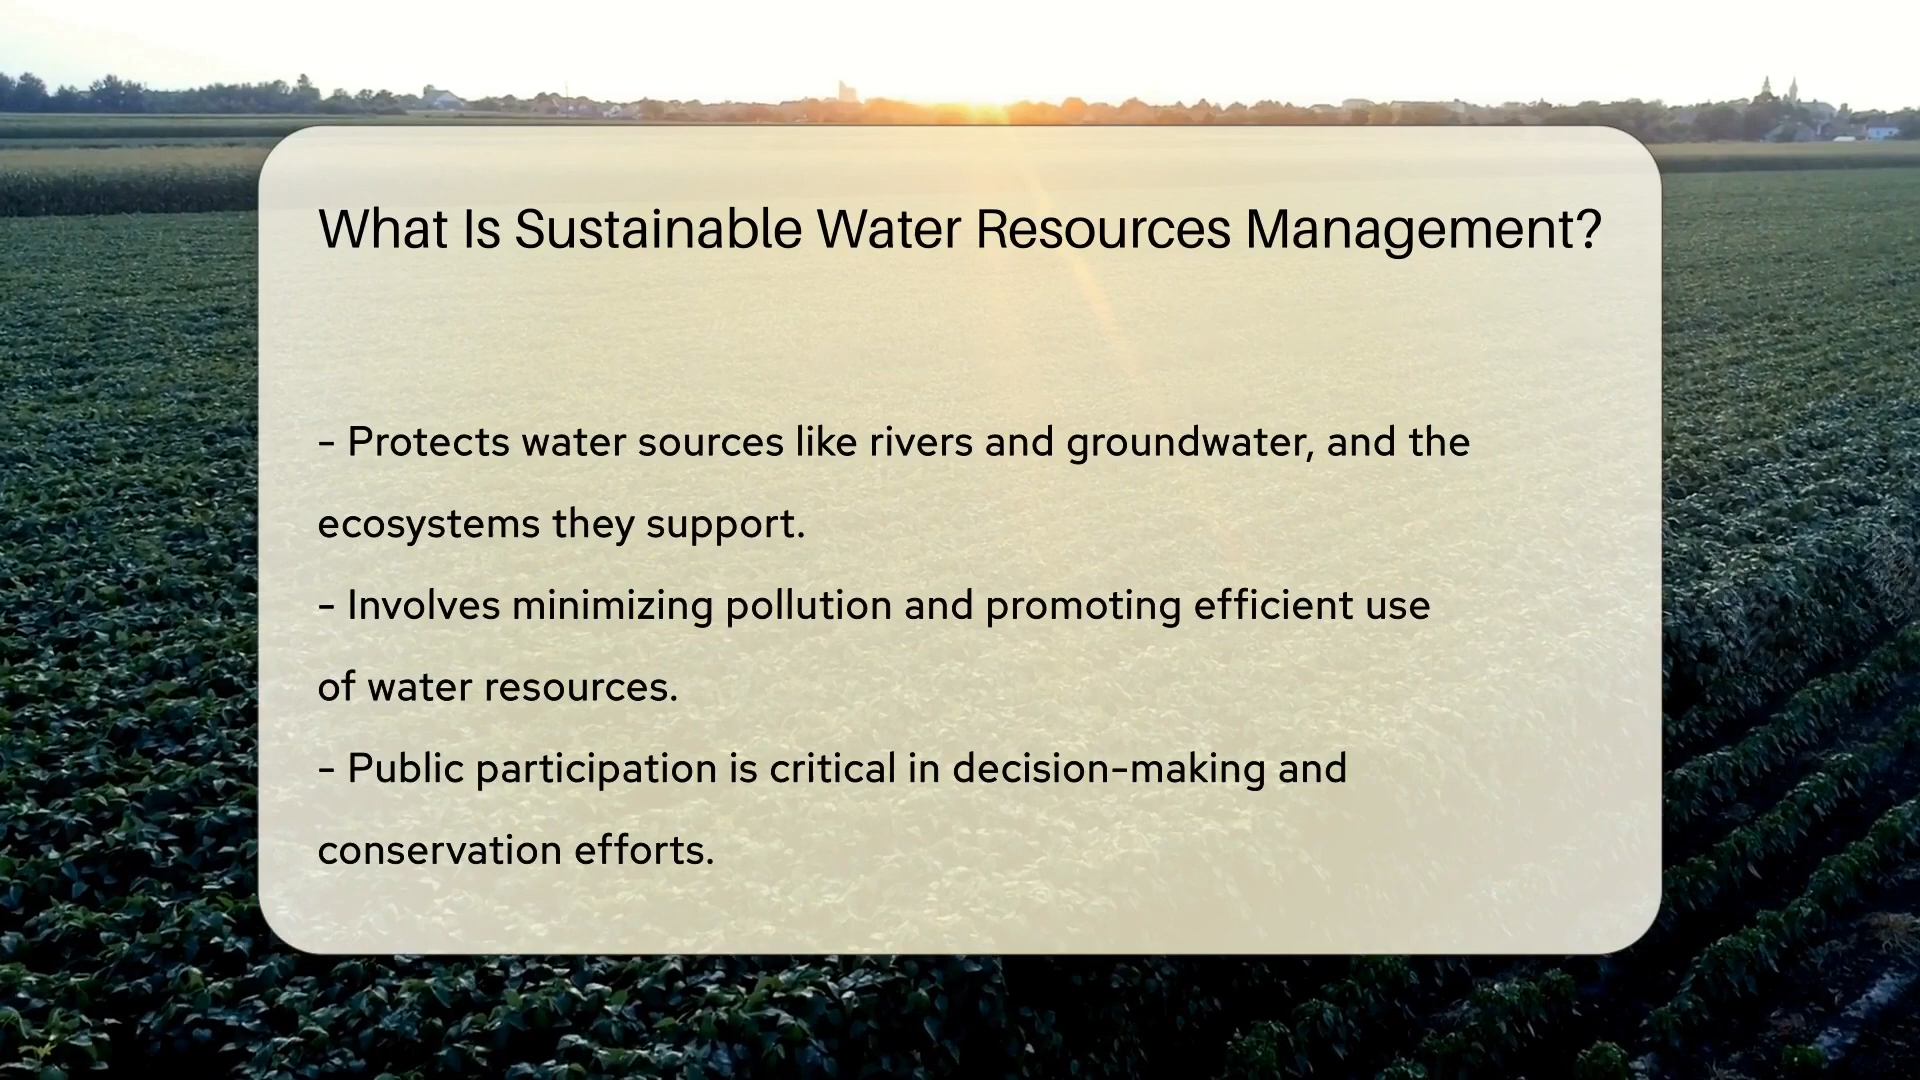 What Is Sustainable Water Resources Management?
- Protects water sources like rivers and groundwater, and the
ecosystems they support.
- Involves minimizing pollution and promoting efficient use
of water resources.
- Public participation is critical in decision-making and
conservation efforts.